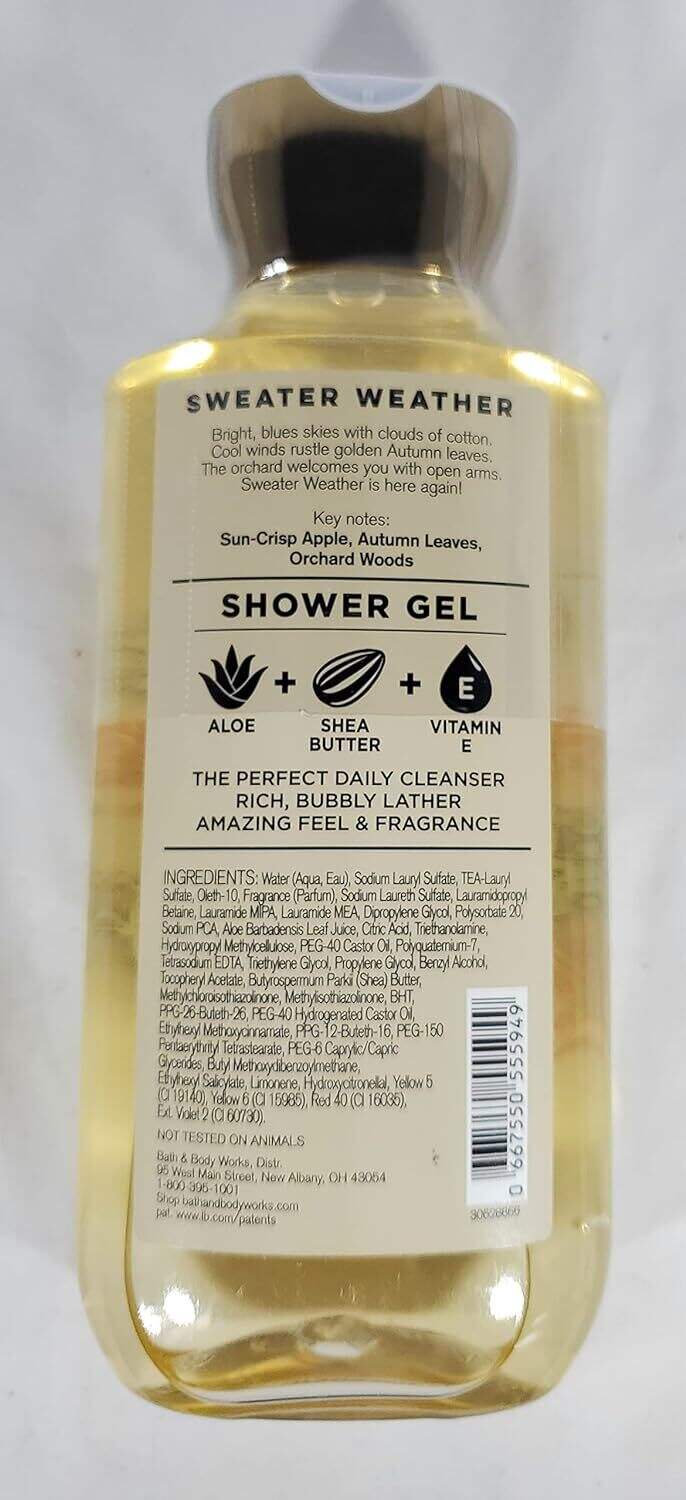 SWEATER WEATHER
Bright, blues skies with clouds of cotton.
Cool winds rustle golden Autumn leaves.
The orchard welcomes you with open arms.
Sweater Weather is here again!
Key notes:
Sun-Crisp Apple, Autumn Leaves,
Orchard Woods
SHOWER GEL
+ + E
ALOE SHEA VITAMIN
BUTTER E
THE PERFECT DAILY CLEANSER
RICH, BUBBLY LATHER
AMAZING FEEL & FRAGRANCE
INGREDIENTS: Water (Aqua, Eau), Sodium Lauryl Sulfate, TEA-Lauryl
Sulfate, Oleth-10, Fragrance (Parfum), Sodium Laureth Sulfate, Lauramidopropyl
Betaine, Lauramide MIPA, Lauramide MEA, Dipropylene Glycol, Polysorbate 20,
Sodium PCA, Aloe Barbadensis Leaf Juice, Citric Acid, Triethanolamine,
Hydroxypropyl Methylcellulose, PEG-40 Castor Oil, Polyquaternium-7,
Tetrasodium EDTA, Triethylene Glycol, Propylene Glycol, Benzyl Alcohol,
Tocopheryl Acetate, Butyrospermum Parkii (Shea) Butter,
Methylchloroisothiazolinone, Methylisothiazolinone, BHT,
PPG-26-Buteth-26, PEG-40 Hydrogenated Castor Oil,
Ethylhexyl Methoxycinnamate, PPG-12-Buteth-16, PEG-150
Pentaerythrityl Tetrastearate, PEG-6 Caprylic/Capric
Glycerides, Butyl Methoxydibenzoylmethane,
Ethylhexyl Salicylate, Limonene, Hydroxycitronellal, Yellow 5
(CI 19140), Yellow 6 (CI 15985), Red 40 (CI 16035),
Ext. Violet 2 (CI 60730).
NOT TESTED ON ANIMALS
Bath & Body Works, Distr.
95 West Main Street, New Albany, OH 43054
1-800-395-1001
Shop bathandbodyworks.com
pat. www.lb.com/patents
0 667550 555949